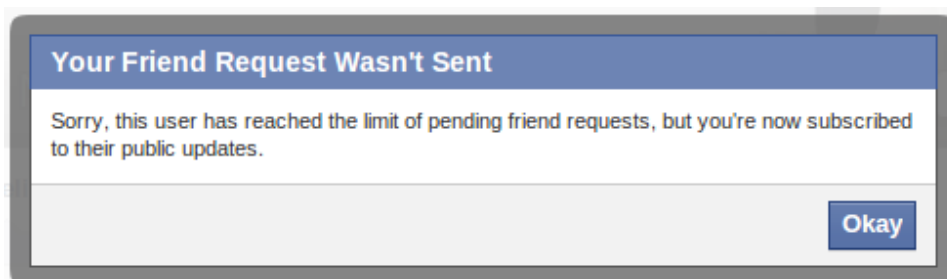 Your Friend Request Wasn't Sent
Sorry, this user has reached the limit of pending friend requests, but you're now subscribed
to their public updates.
Okay